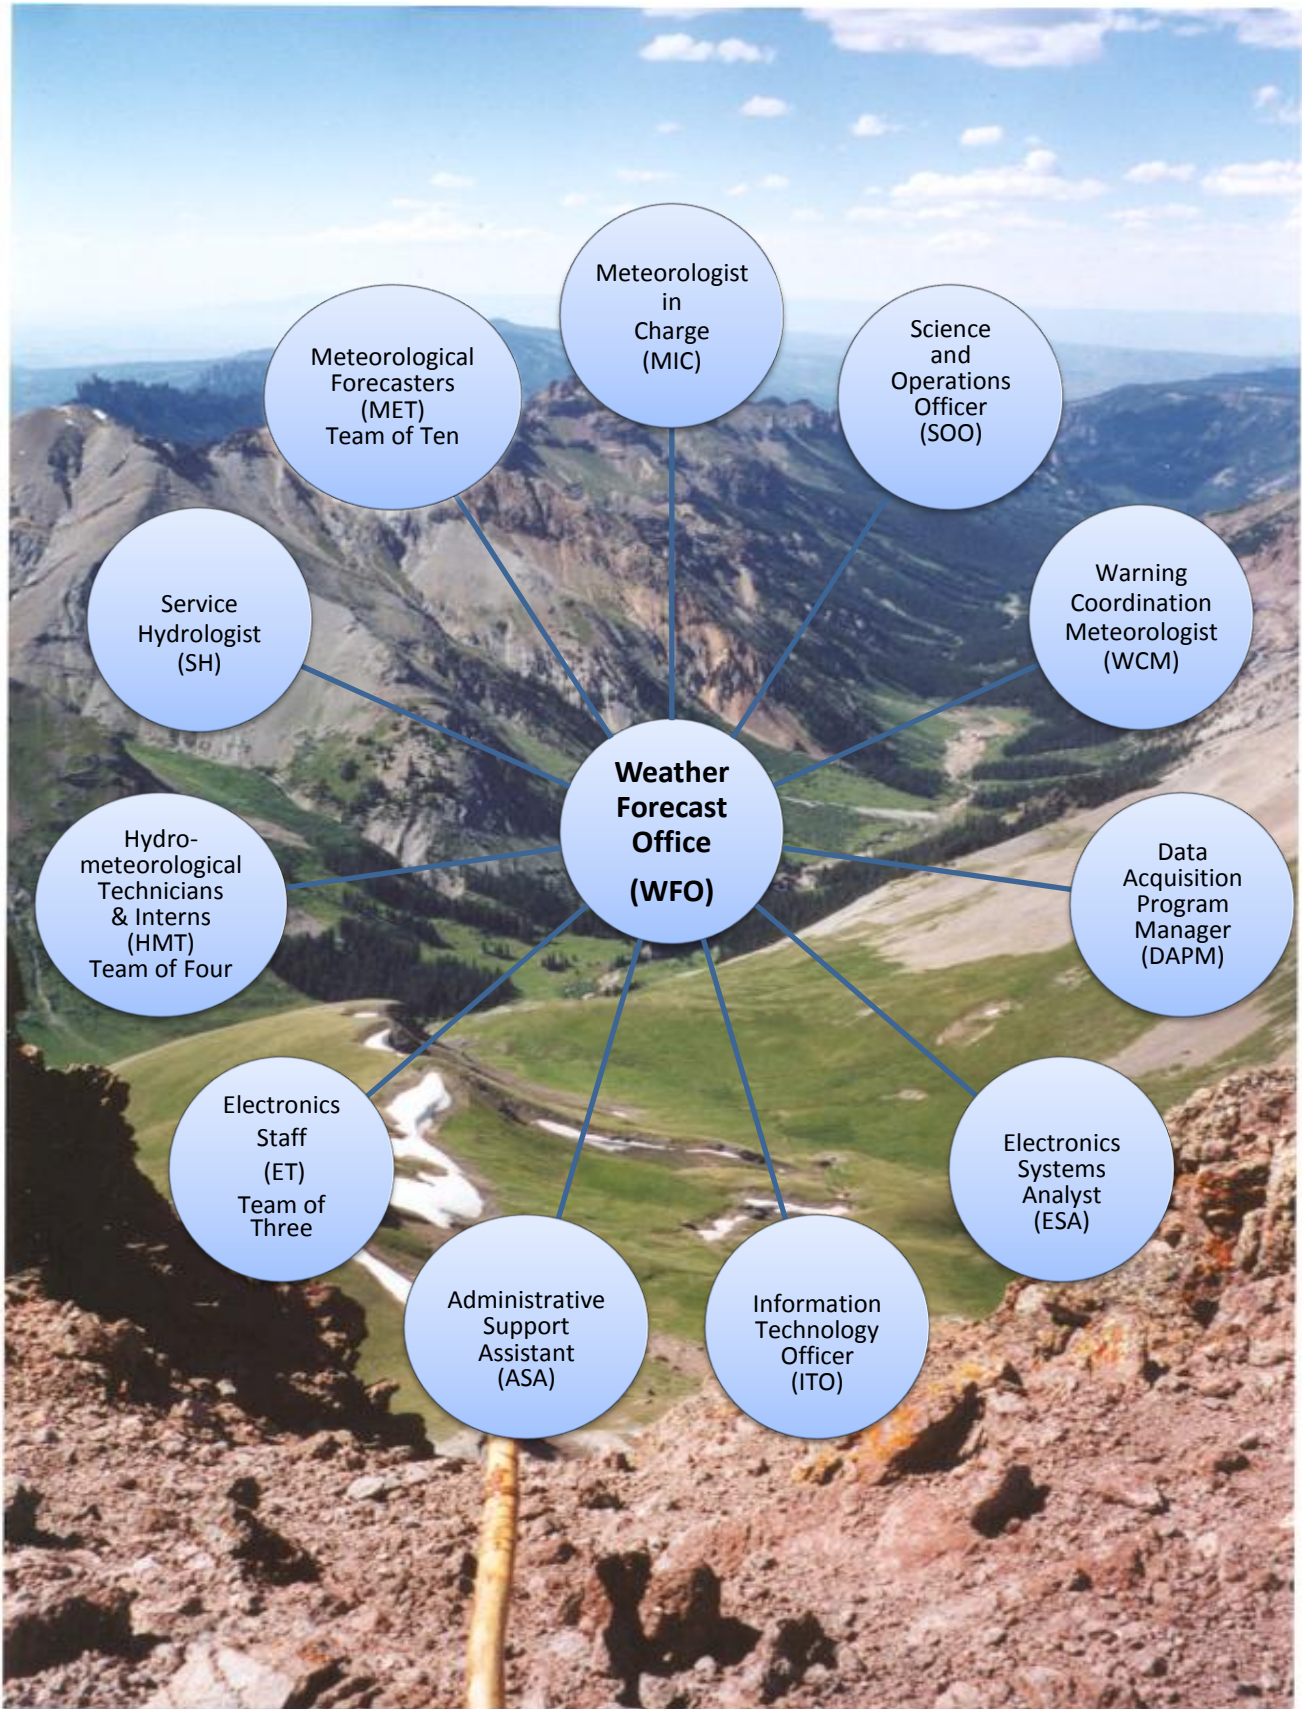 Meteorologist
in
Charge
(MIC)
Science
and
Operations
Officer
(SOO)
Warning
Coordination
Meteorologist
(WCM)
Data
Acquisition
Program
Manager
(DAPM)
Electronics
Systems
Analyst
(ESA)
Information
Technology
Officer
(ITO)
Administrative
Support
Assistant
(ASA)
Electronics
Staff
(ET)
Team of
Three
Hydro-
meteorological
Technicians
& Interns
(HMT)
Team of Four
Service
Hydrologist
(SH)
Meteorological
Forecasters
(MET)
Team of Ten
Weather
Forecast
Office
(WFO)